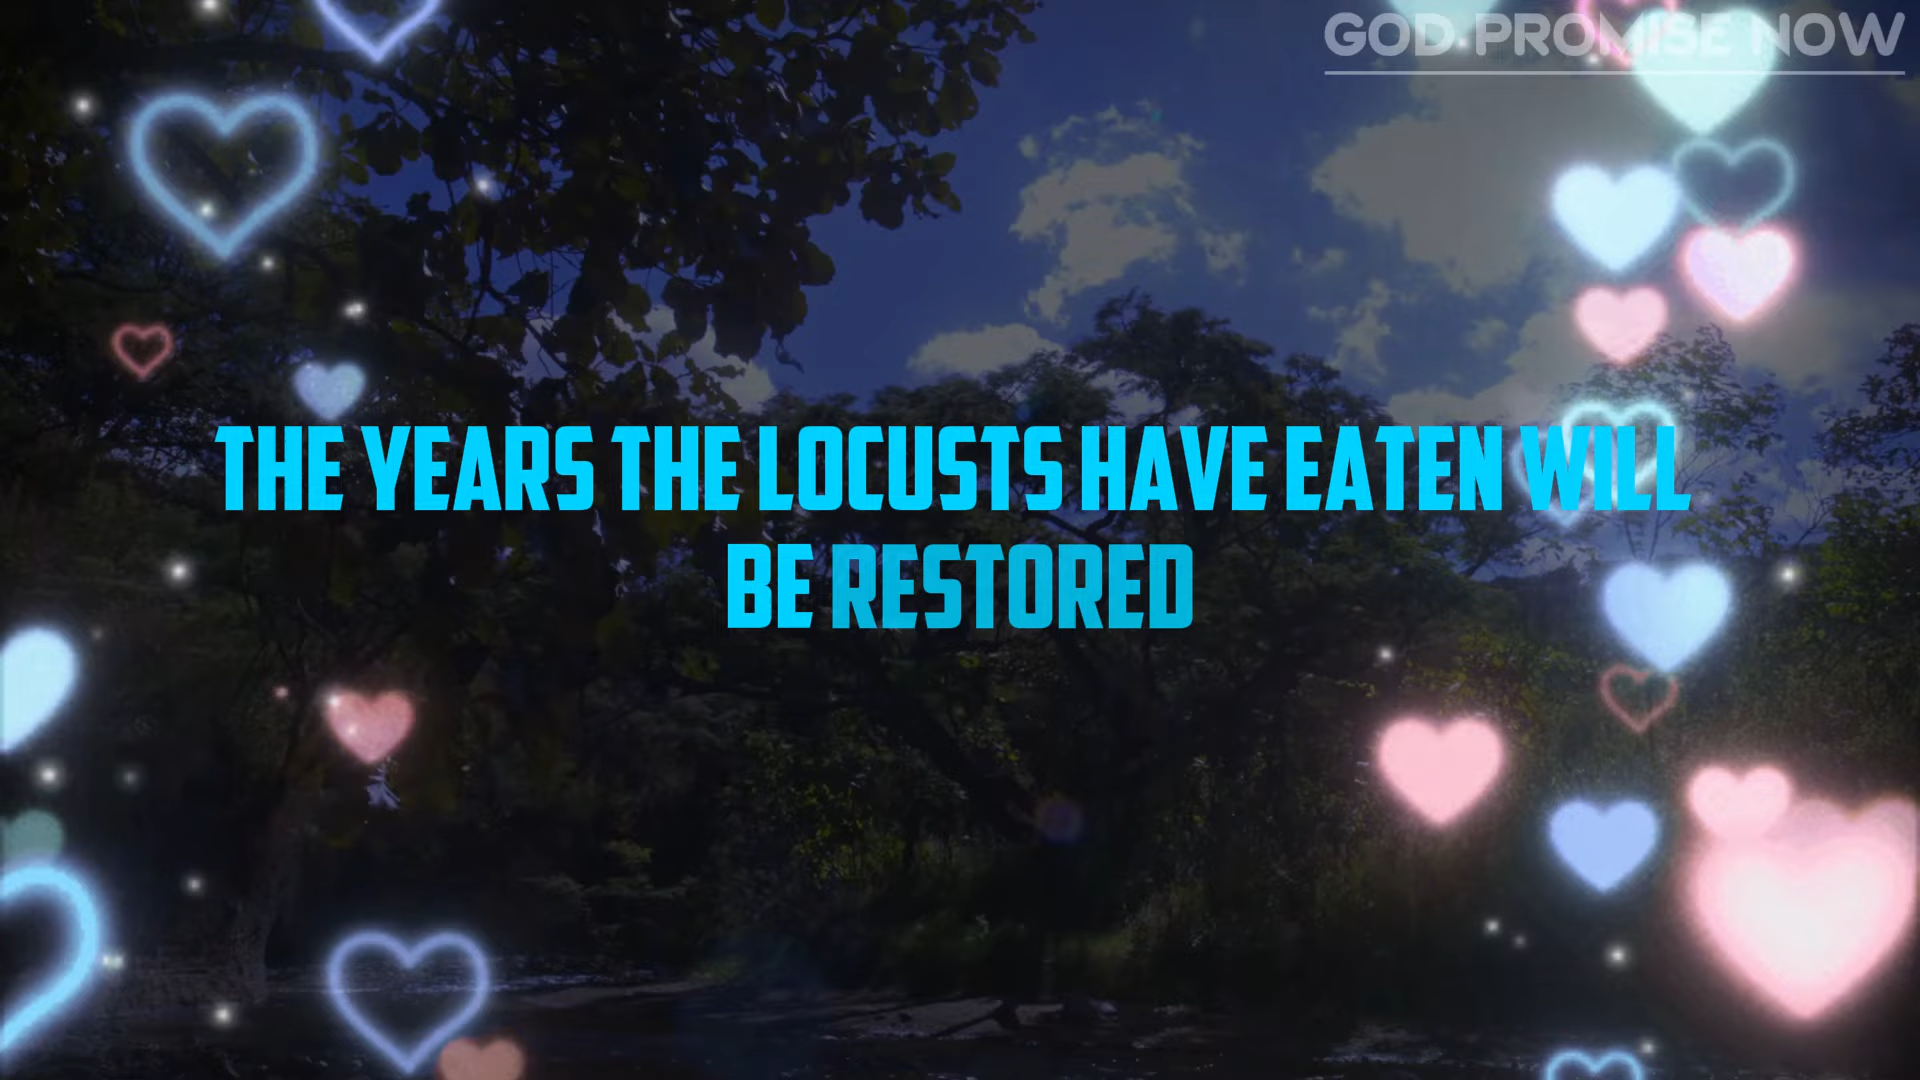 GOD PROMISE NOW
THE YEARS THE LOCUSTS HAVE EATEN WILL
BE RESTORED